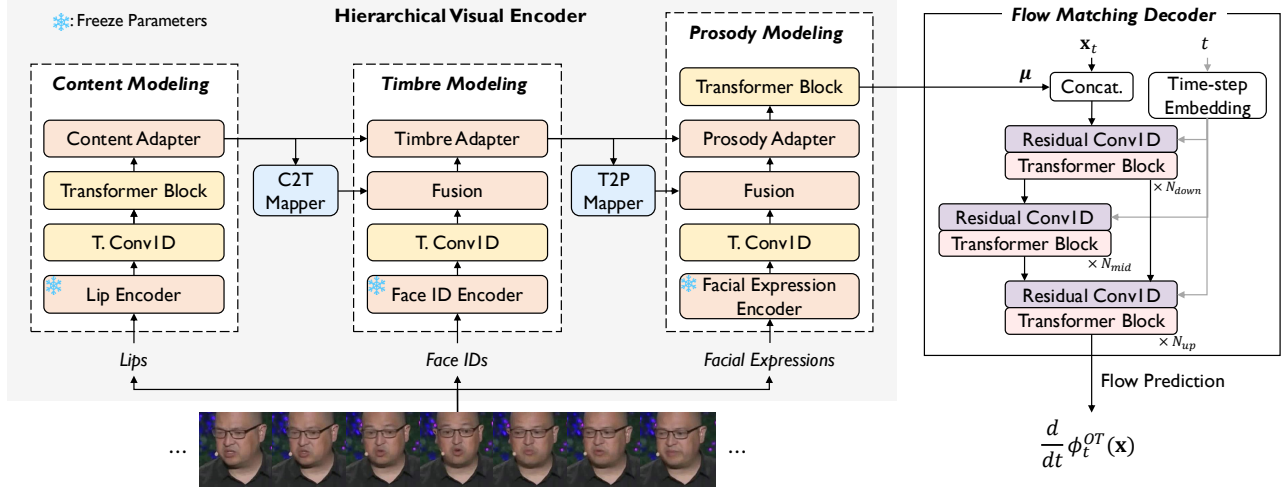 : Freeze Parameters
Hierarchical Visual Encoder
Content Modeling
Content Adapter
Transformer Block
T. Conv1D
Lip Encoder
Lips
C2T
Mapper
Timbre Modeling
Timbre Adapter
Fusion
T. Conv1D
Face ID Encoder
Face IDs
T2P
Mapper
Prosody Modeling
Transformer Block
Prosody Adapter
Fusion
T. Conv1D
Facial Expression
Encoder
Facial Expressions
... ...
Flow Matching Decoder
x_t
t
μ
Concat.
Time-step
Embedding
Residual Conv1D
Transformer Block
× N_down
Residual Conv1D
Transformer Block
× N_mid
Residual Conv1D
Transformer Block
× N_up
Flow Prediction
d/dt ϕ_t^OT(x)